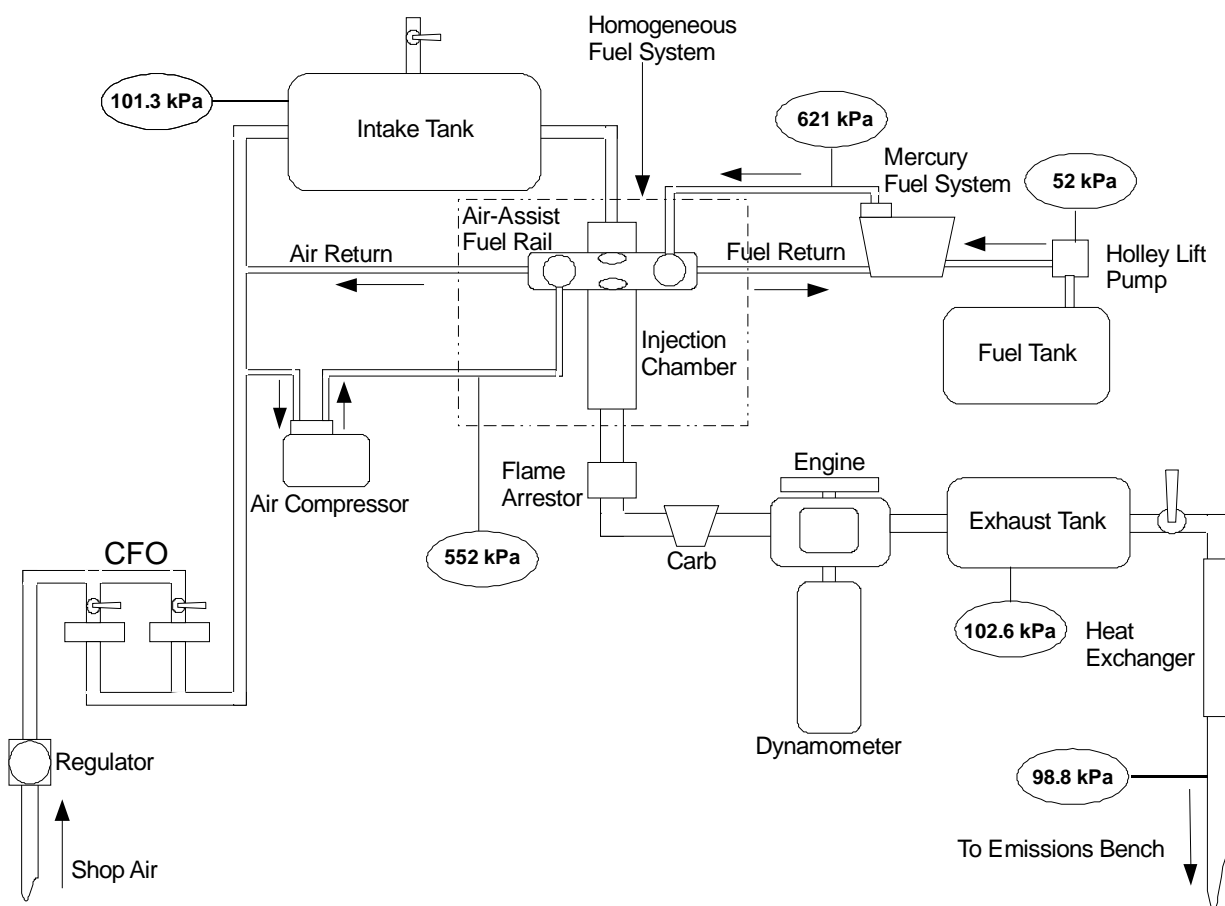 Homogeneous
Fuel System
101.3 kPa
Intake Tank
621 kPa
Mercury
Fuel System
52 kPa
Air-Assist
Fuel Rail
Air Return
Fuel Return
Holley Lift
Pump
Injection
Chamber
Fuel Tank
Air Compressor
Flame
Arrestor
Engine
Exhaust Tank
CFO
552 kPa
Carb
102.6 kPa
Heat
Exchanger
Regulator
Dynamometer
98.8 kPa
Shop Air
To Emissions Bench